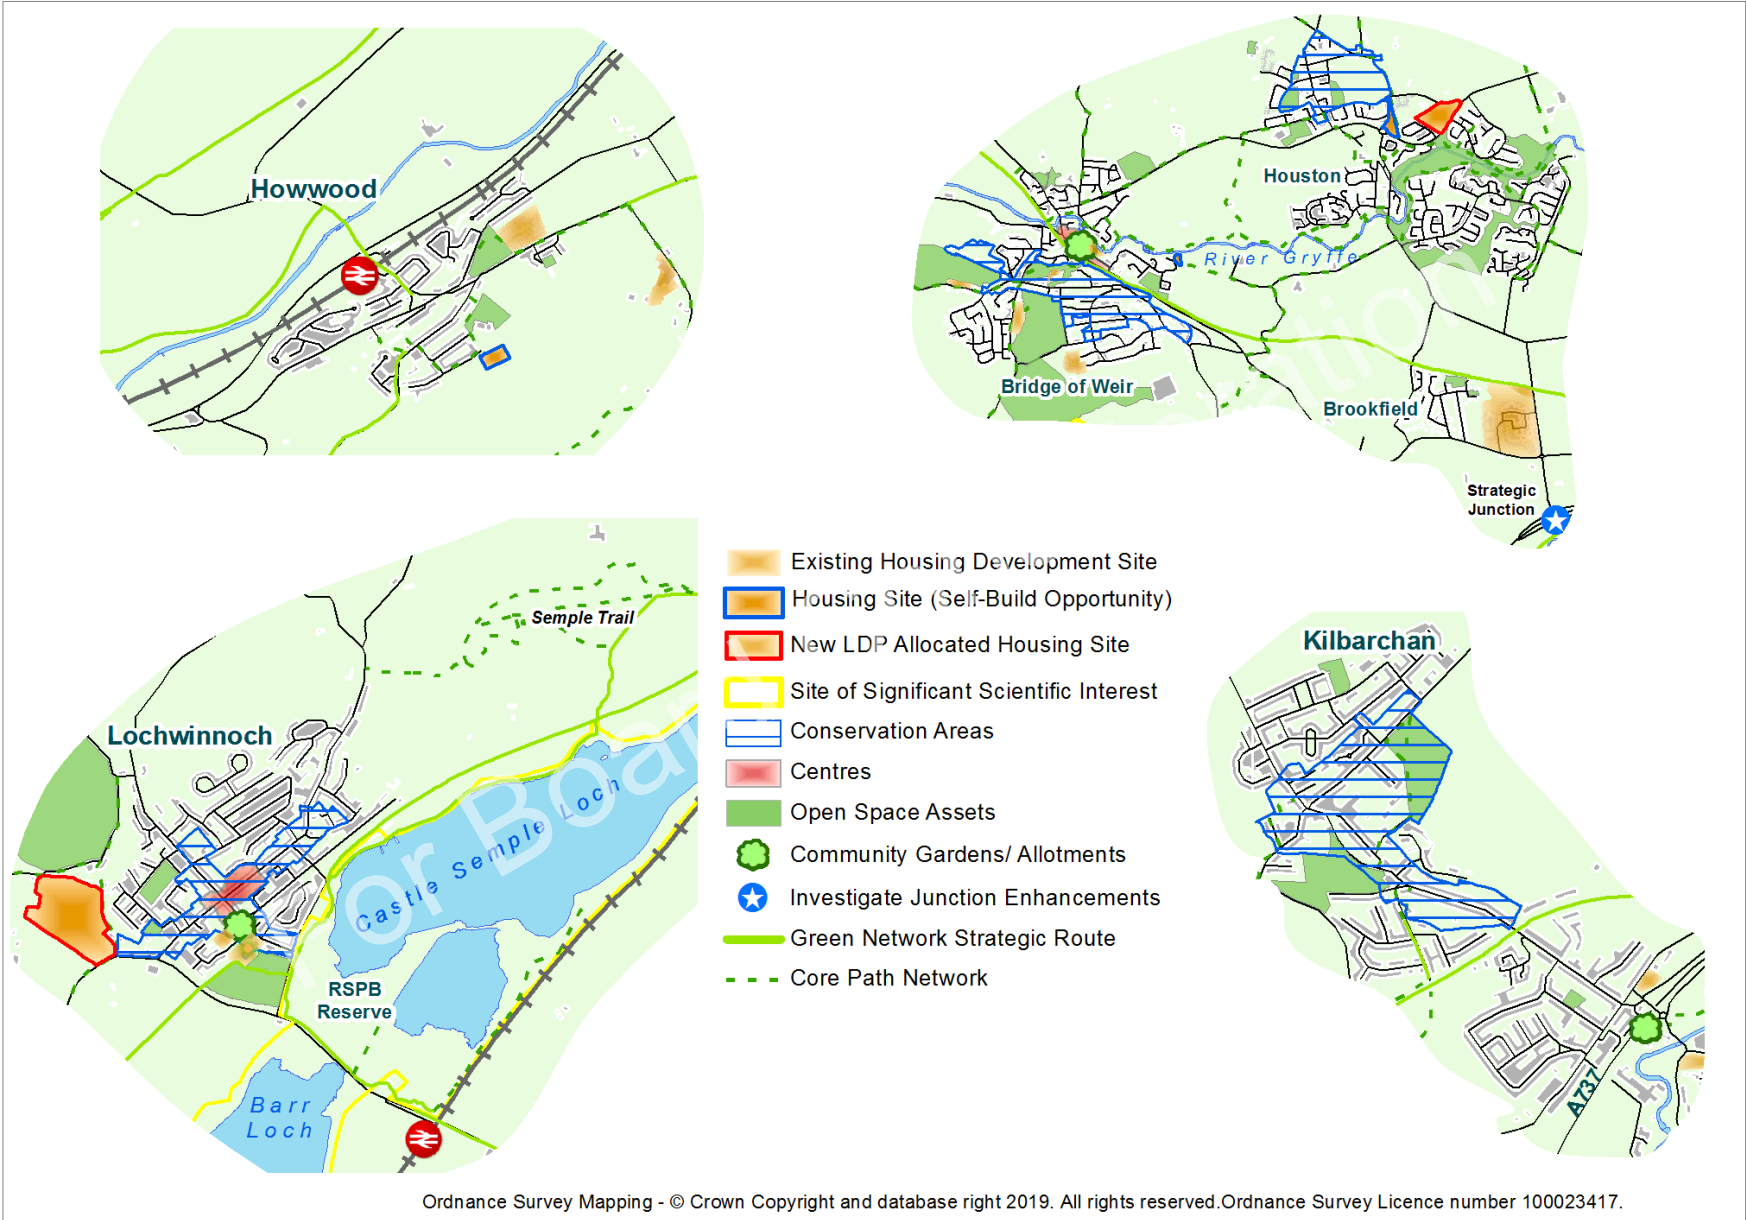 Howwood
Houston
River Gryffe
Bridge of Weir
Brookfield
Strategic
Junction
Existing Housing Development Site
Housing Site (Self-Build Opportunity)
New LDP Allocated Housing Site
Site of Significant Scientific Interest
Conservation Areas
Centres
Open Space Assets
Community Gardens/ Allotments
Investigate Junction Enhancements
Green Network Strategic Route
Core Path Network
Semple Trail
Lochwinnoch
Castle Semple Loch
RSPB
Reserve
Barr
Loch
Kilbarchan
A737
or Board
Ordnance Survey Mapping - © Crown Copyright and database right 2019. All rights reserved.Ordnance Survey Licence number 100023417.